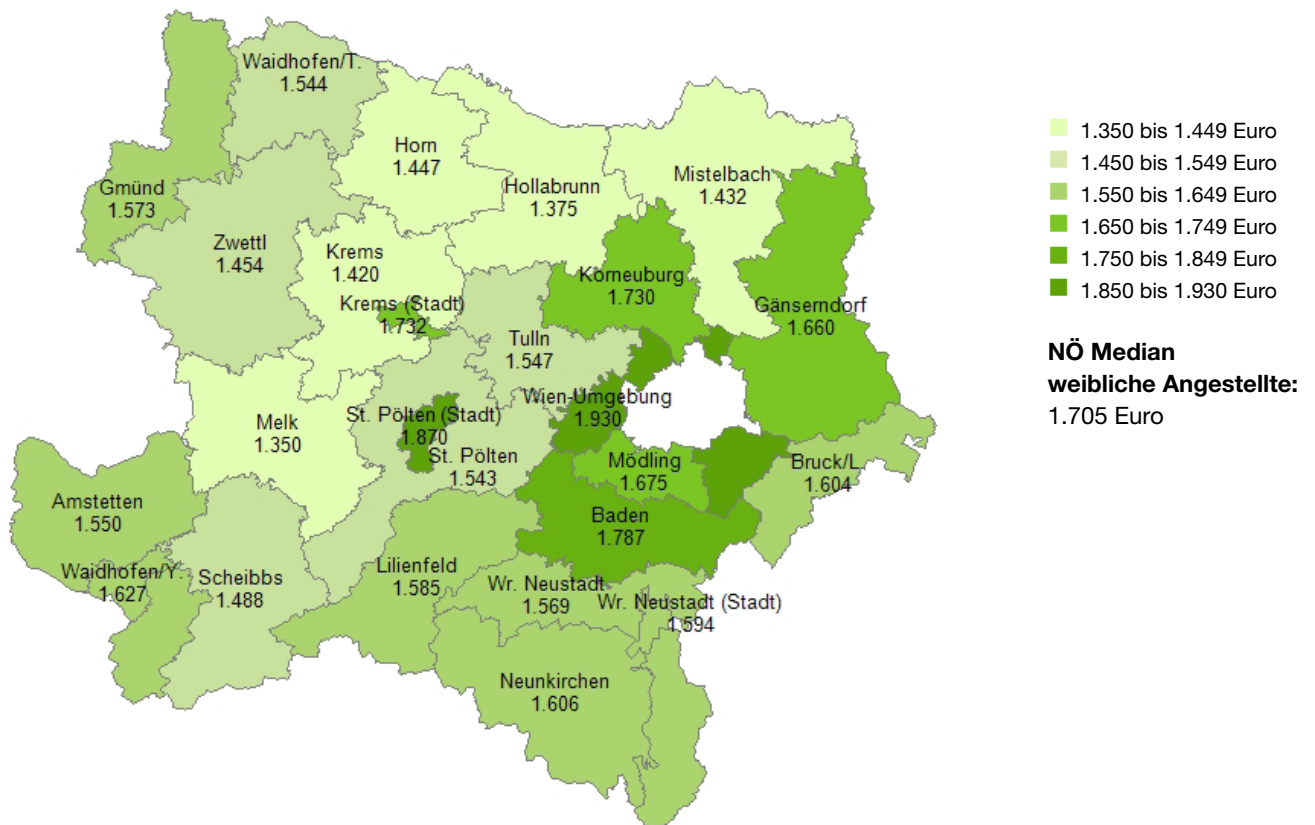 Waidhofen/T.
1.544
Horn
1.447
Hollabrunn
1.375
Mistelbach
1.432
Gmünd
1.573
Zwettl
1.454
Krems
1.420
Krems (Stadt)
1.732
Korneuburg
1.730
Gänserndorf
1.660
Tulln
1.547
Wien-Umgebung
1.930
Melk
1.350
St. Pölten (Stadt)
1.870
St. Pölten
1.543
Mödling
1.675
Bruck/L.
1.604
Amstetten
1.550
Baden
1.787
Waidhofen/Y.
1.627
Scheibbs
1.488
Lilienfeld
1.585
Wr. Neustadt
1.569
Wr. Neustadt (Stadt)
1.594
Neunkirchen
1.606
1.350 bis 1.449 Euro
1.450 bis 1.549 Euro
1.550 bis 1.649 Euro
1.650 bis 1.749 Euro
1.750 bis 1.849 Euro
1.850 bis 1.930 Euro
NÖ Median
weibliche Angestellte:
1.705 Euro